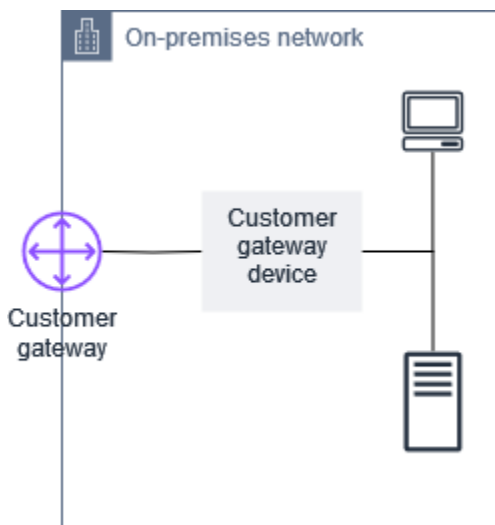 On-premises network
Customer
gateway
device
Customer
gateway